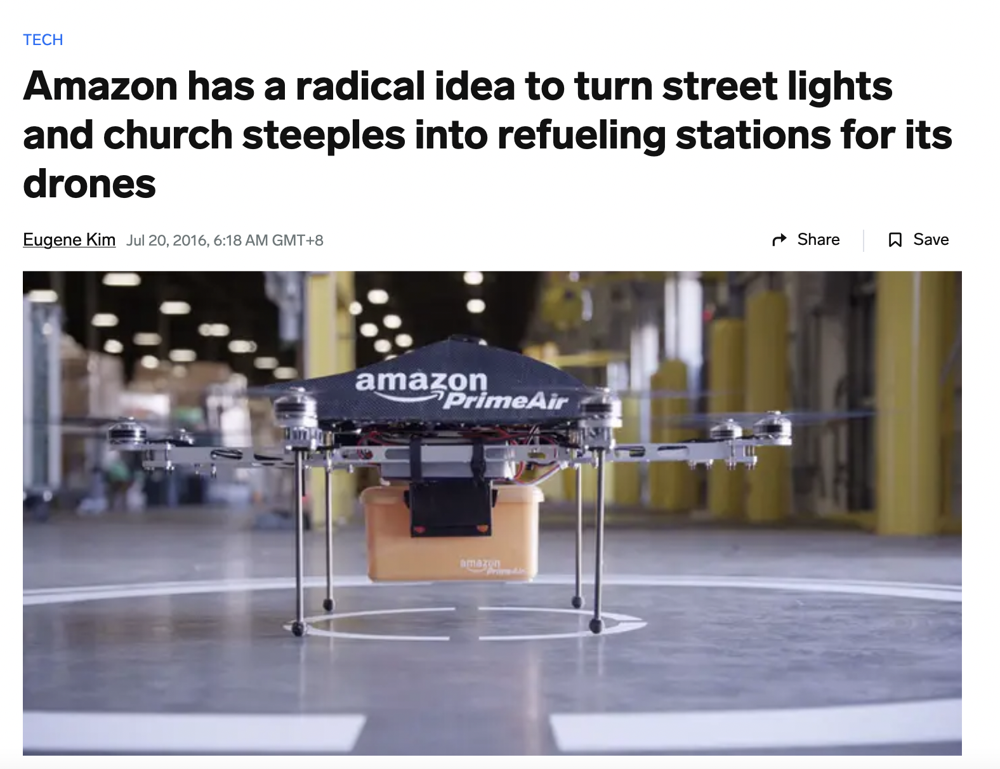 TECH
Amazon has a radical idea to turn street lights
and church steeples into refueling stations for its
drones
Eugene Kim Jul 20, 2016, 6:18 AM GMT+8 Share Save
amazon
PrimeAir
amazon
PrimeAir